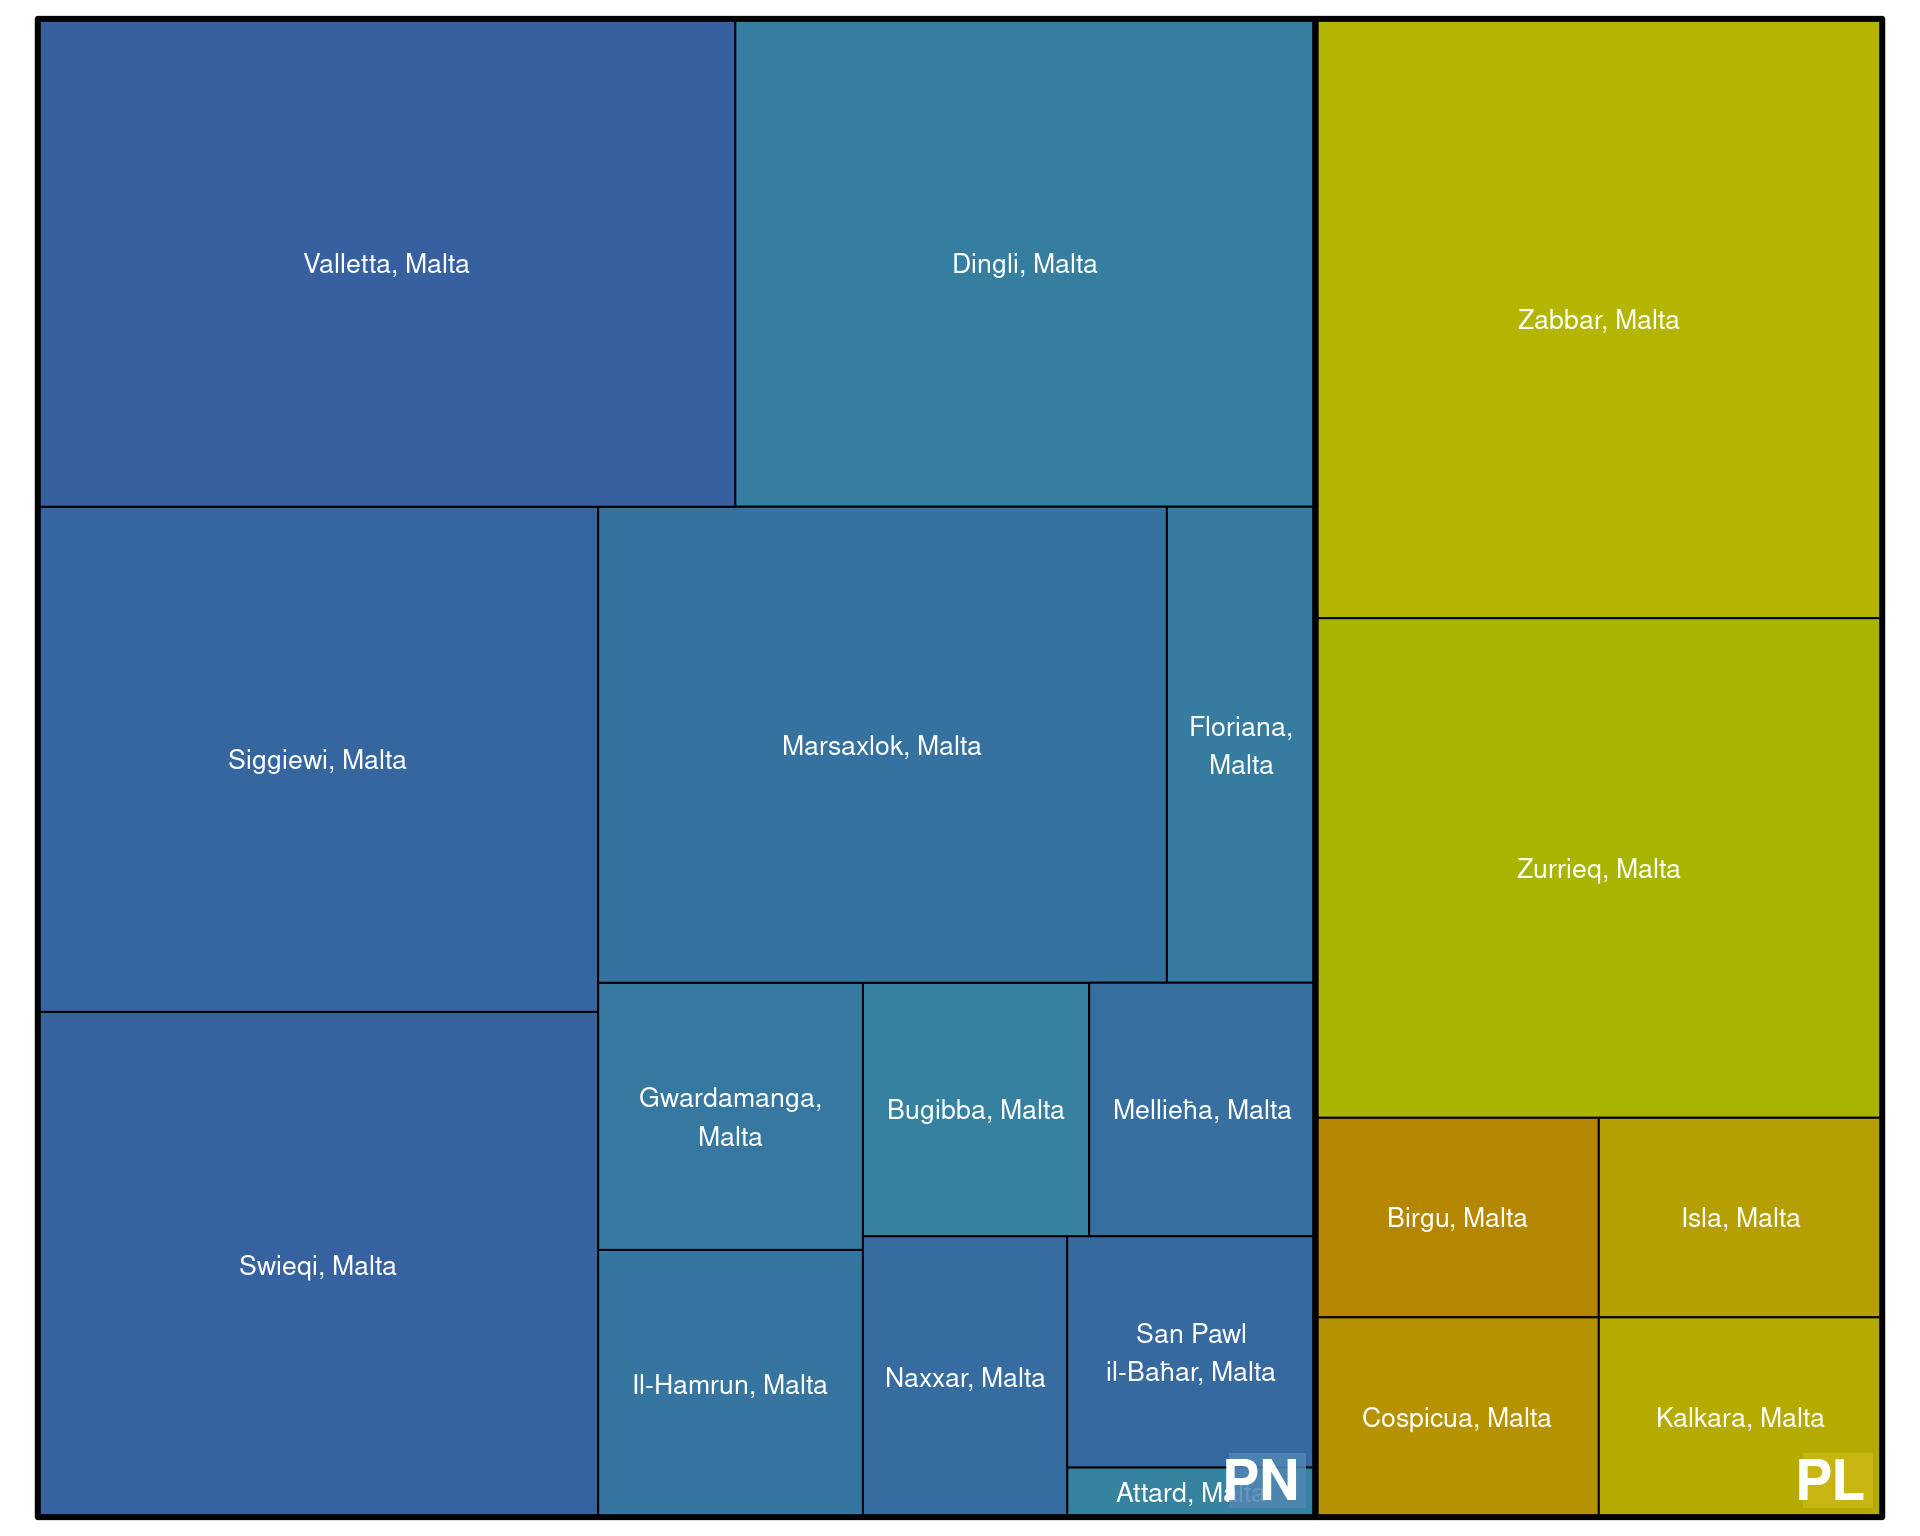 Valletta, Malta
Dingli, Malta
Zabbar, Malta
Siggiewi, Malta
Marsaxlok, Malta
Floriana,
Malta
Zurrieq, Malta
Gwardamanga,
Malta
Bugibba, Malta
Mellieħa, Malta
Birgu, Malta
Isla, Malta
Swieqi, Malta
Il-Hamrun, Malta
Naxxar, Malta
San Pawl
il-Baħar, Malta
Cospicua, Malta
Kalkara, Malta
Attard, Malta
PN
PL